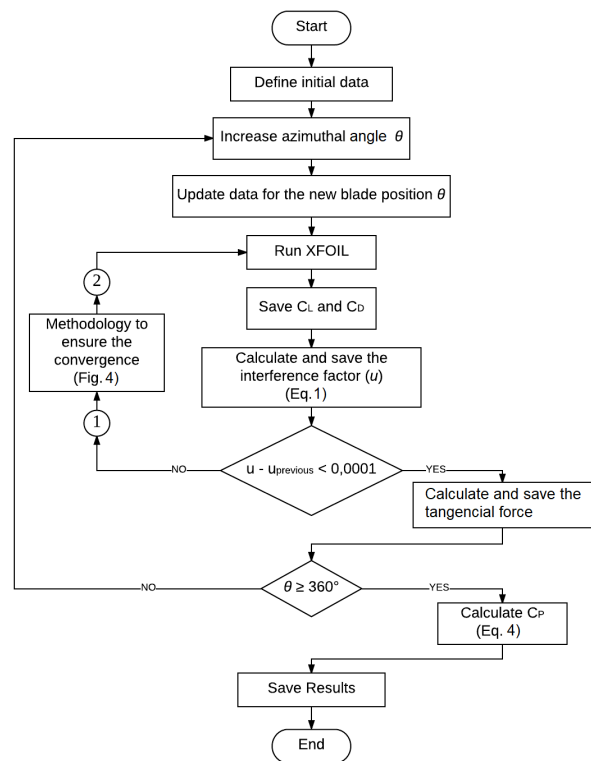 Start
Define initial data
Increase azimuthal angle θ
Update data for the new blade position θ
Run XFOIL
2
Save CL and CD
Methodology to
ensure the
convergence
(Fig. 4)
Calculate and save the
interference factor (u)
(Eq.1)
1
u - uprevious < 0,0001
NO
YES
Calculate and save the
tangencial force
θ ≥ 360°
NO
YES
Calculate CP
(Eq. 4)
Save Results
End